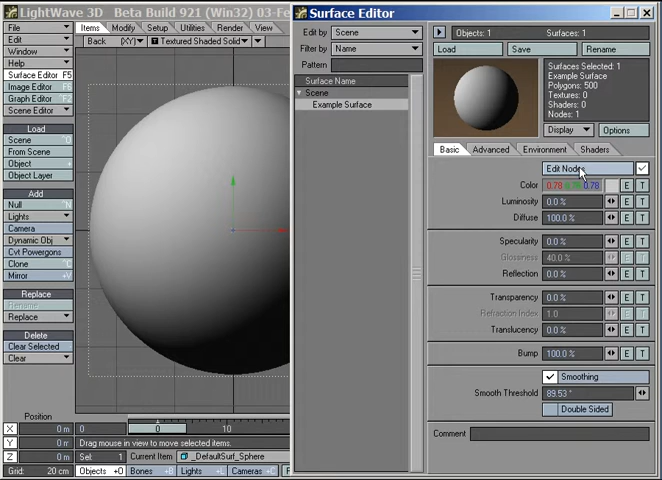 LightWave 3D Beta Build 921 (Win32) 03-Fe
File
Edit
Window
Help
Surface Editor F5
Image Editor F6
Graph Editor ^F2
Scene Editor
Load
Scene ^O
From Scene
Object +
Object Layer
Add
Null ^N
Lights
Camera
Dynamic Obj
Cvt Powergons
Clone ^C
Mirror +V
Replace
Rename
Replace
Delete
Clear Selected -
Clear
Items Modify Setup Utilities Render View
Back (XY) Textured Shaded Solid
Position
X 0 m
Y 0 m
Z 0 m
Grid: 20 cm
0 0 10
Drag mouse in view to move selected items.
Sel: 1 Current Item _DefaultSurf_Sphere
Objects +O Bones +B Lights +L Cameras +C
Surface Editor
Edit by Scene
Filter by Name
Pattern
Surface Name
Scene
Example Surface
Objects: 1 Surfaces: 1
Load Save Rename
Surfaces Selected: 1
Example Surface
Polygons: 500
Textures: 0
Shaders: 0
Nodes: 1
Display Options
Basic Advanced Environment Shaders
Edit Nodes
Color 0.78 0.78 0.78 E T
Luminosity 0.0 % E T
Diffuse 100.0 % E T
Specularity 0.0 % E T
Glossiness 40.0 % E T
Reflection 0.0 % E T
Transparency 0.0 % E T
Refraction Index 1.0 E T
Translucency 0.0 % E T
Bump 100.0 % E T
Smoothing
Smooth Threshold 89.53 °
Double Sided
Comment